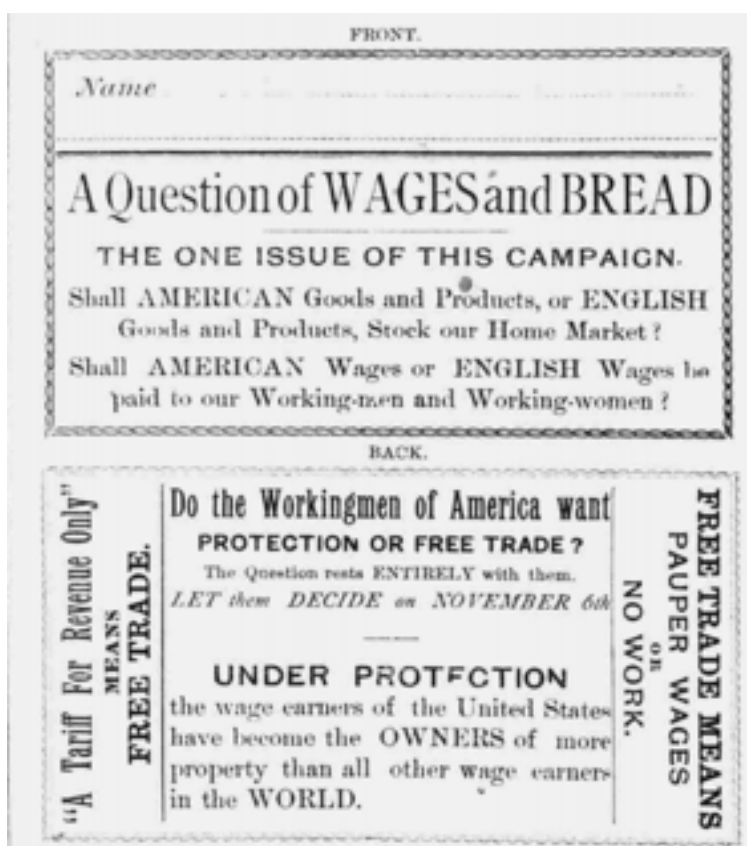 FRONT.
Name
A Question of WAGES and BREAD
THE ONE ISSUE OF THIS CAMPAIGN.
Shall AMERICAN Goods and Products, or ENGLISH
Goods and Products, Stock our Home Market?
Shall AMERICAN Wages or ENGLISH Wages be
paid to our Working-men and Working-women?
BACK.
"A Tariff For Revenue Only"
MEANS
FREE TRADE.
Do the Workingmen of America want
PROTECTION OR FREE TRADE?
The Question rests ENTIRELY with them.
LET them DECIDE on NOVEMBER 6th
UNDER PROTECTION
the wage earners of the United States
have become the OWNERS of more
property than all other wage earners
in the WORLD.
FREE TRADE MEANS
PAUPER WAGES
OR
NO WORK.